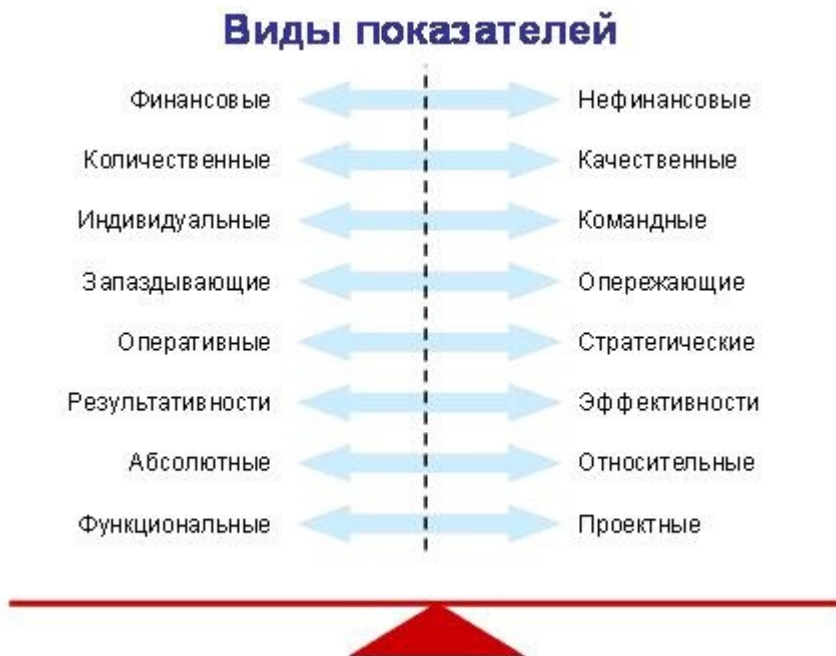 Виды показателей
Финансовые Нефинансовые
Количественные Качественные
Индивидуальные Командные
Запаздывающие Опережающие
Оперативные Стратегические
Результативности Эффективности
Абсолютные Относительные
Функциональные Проектные